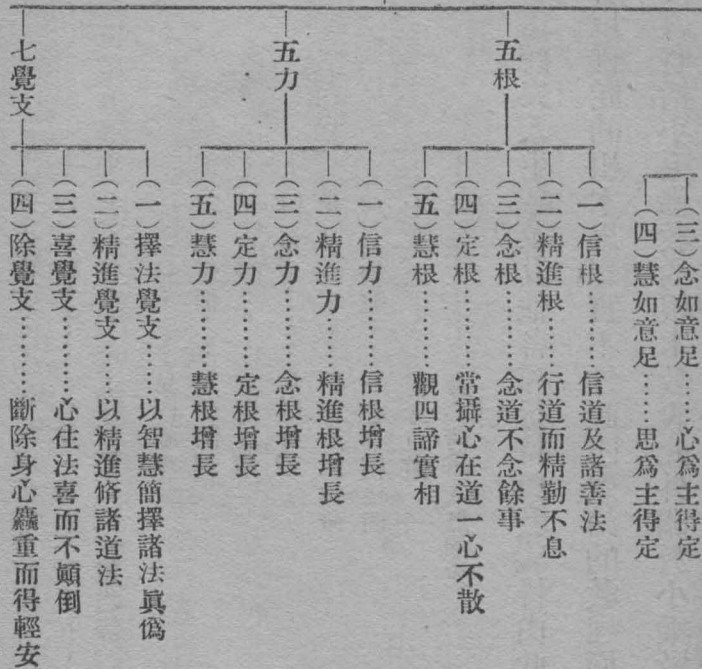 （三）念如意足……心爲主得定
（四）慧如意足……思爲主得定
五根
（一）信根………信道及諸善法
（二）精進根……行道而精勤不息
（三）念根………念道不念餘事
（四）定根………常攝心在道一心不散
（五）慧根………觀四諦實相
五力
（一）信力…………信根增長
（二）精進力………精進根增長
（三）念力…………念根增長
（四）定力…………定根增長
（五）慧力…………慧根增長
七覺支
（一）擇法覺支……以智慧簡擇諸法眞僞
（二）精進覺支……以精進脩諸道法
（三）喜覺支………心住法喜而不顚倒
（四）除覺支………斷除身心麤重而得輕安